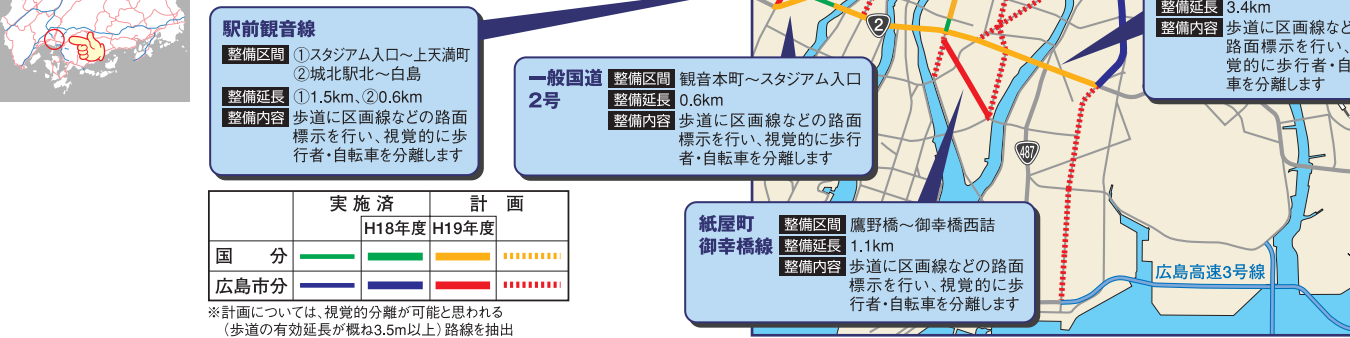 駅前観音線
整備区間 ①スタジアム入口～上天満町
②城北駅北～白島
整備延長 ①1.5km、②0.6km
整備内容 歩道に区画線などの路面
標示を行い、視覚的に歩
行者・自転車を分離します
一般国道
2号
整備区間 観音本町～スタジアム入口
整備延長 0.6km
整備内容 歩道に区画線などの路面
標示を行い、視覚的に歩行
者・自転車を分離します
2
整備延長 3.4km
整備内容 歩道に区画線など
路面標示を行い、
覚的に歩行者・自
車を分離します
487
紙屋町
御幸橋線
整備区間 鷹野橋～御幸橋西詰
整備延長 1.1km
整備内容 歩道に区画線などの路面
標示を行い、視覚的に歩
行者・自転車を分離します
広島高速3号線
実施済 計画
H18年度 H19年度
国分
広島市分
※計画については、視覚的分離が可能と思われる
（歩道の有効延長が概ね3.5m以上）路線を抽出